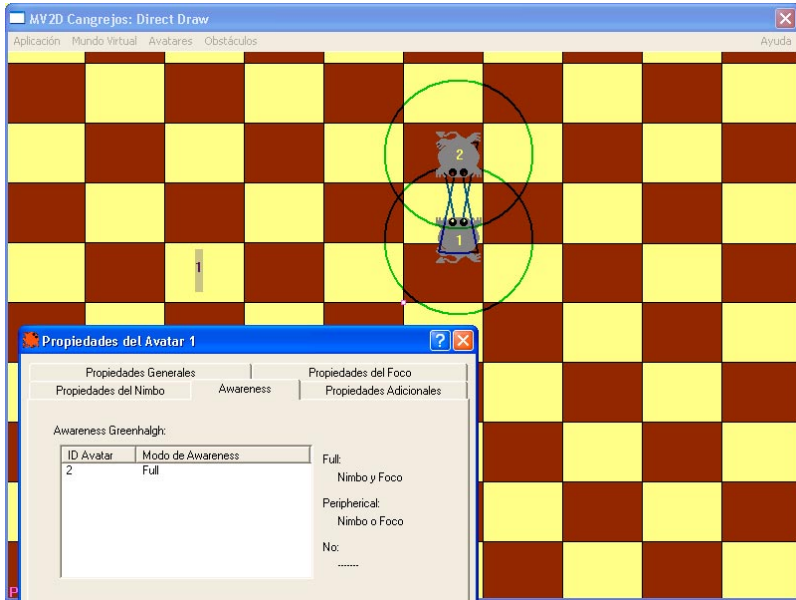 MV2D Cangrejos: Direct Draw
Aplicación Mundo Virtual Avatares Obstáculos Ayuda
2
1
1
Propiedades del Avatar 1
Propiedades Generales Propiedades del Foco
Propiedades del Nimbo Awareness Propiedades Adicionales
Awareness Greenhalgh:
ID Avatar Modo de Awareness
2 Full
Full:
Nimbo y Foco
Peripherical:
Nimbo o Foco
No:
-------
P